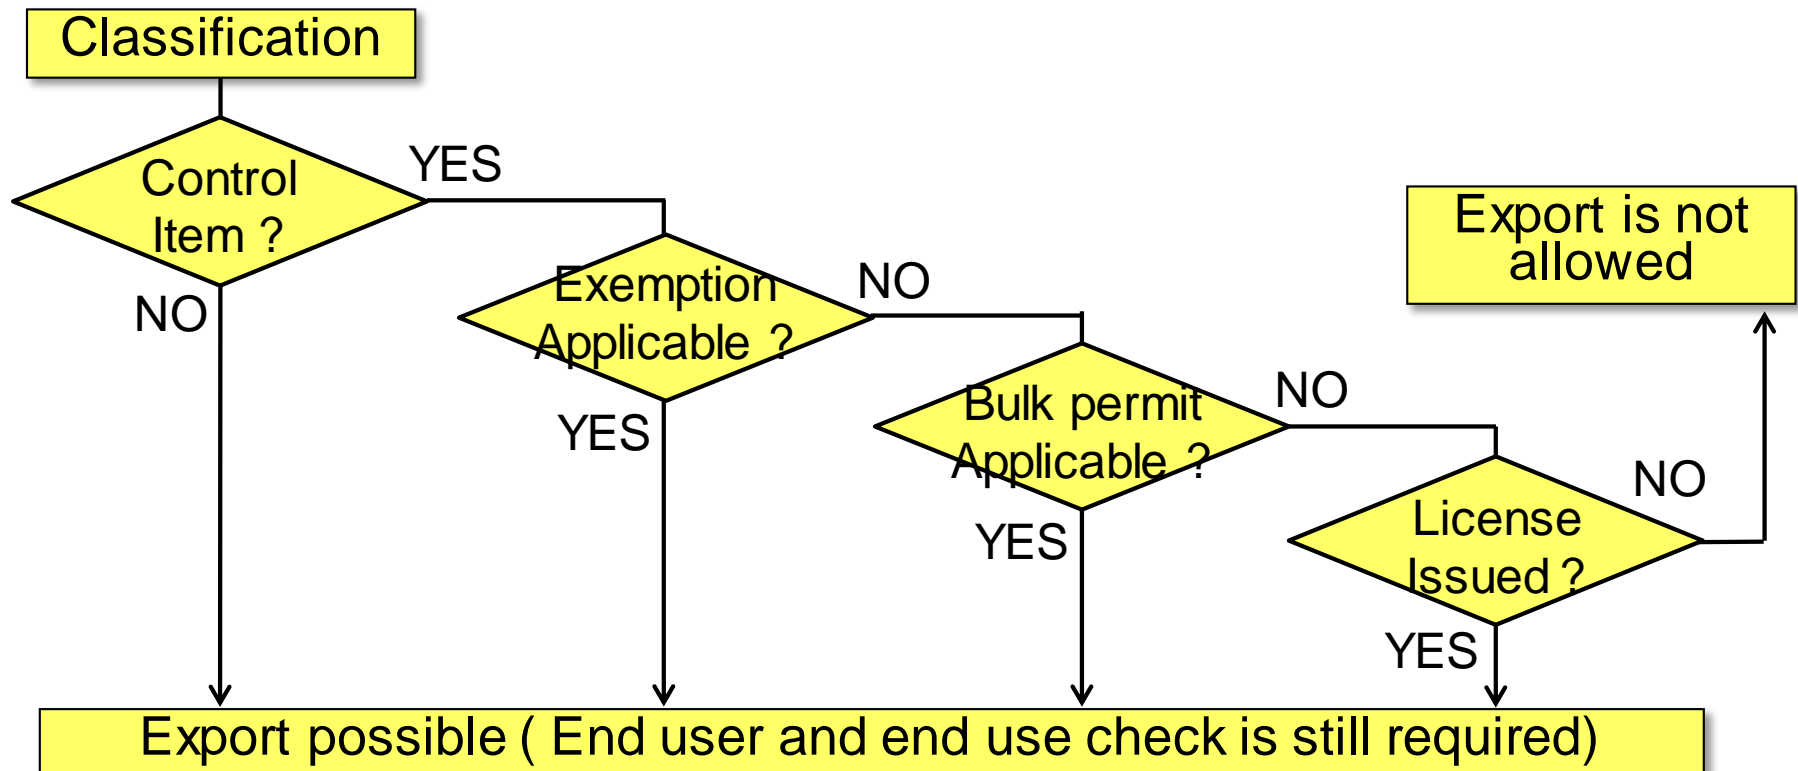 Classification
Control
Item ?
YES
NO
Exemption
Applicable ?
NO
YES
Bulk permit
Applicable ?
NO
YES
License
Issued ?
NO
YES
Export is not
allowed
Export possible ( End user and end use check is still required)